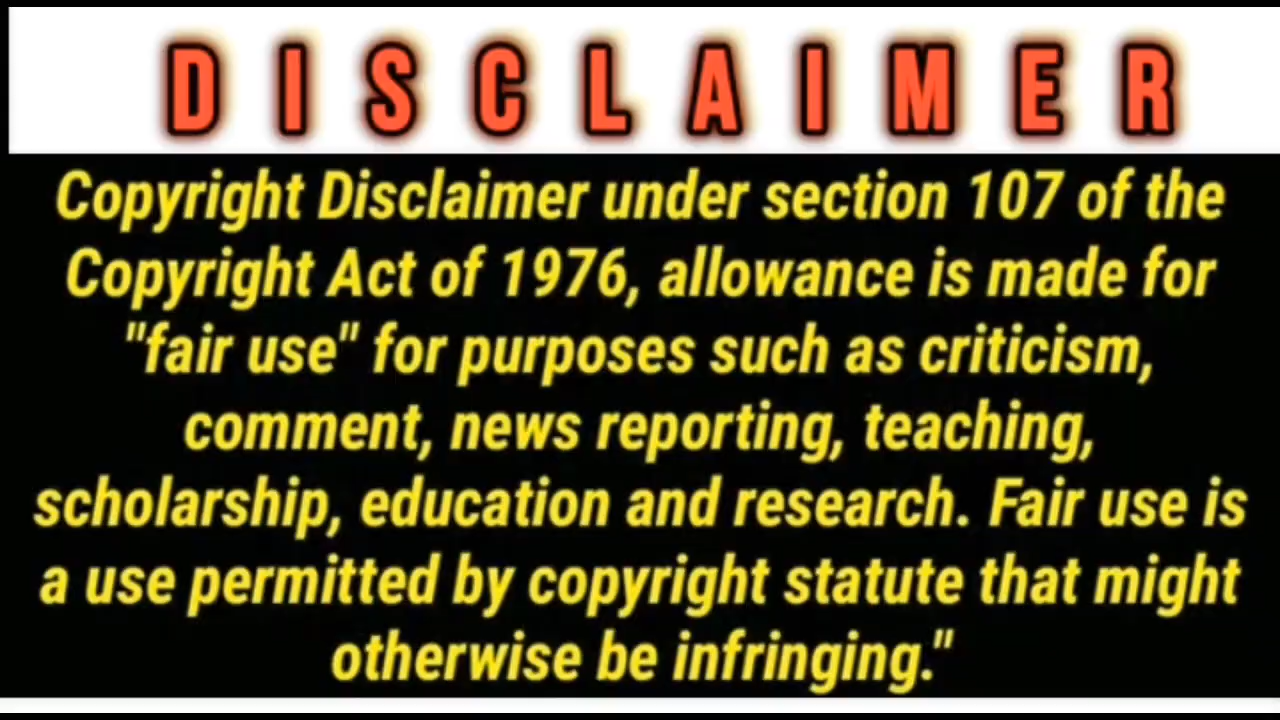 DISCLAIMER
Copyright Disclaimer under section 107 of the
Copyright Act of 1976, allowance is made for
"fair use" for purposes such as criticism,
comment, news reporting, teaching,
scholarship, education and research. Fair use is
a use permitted by copyright statute that might
otherwise be infringing."